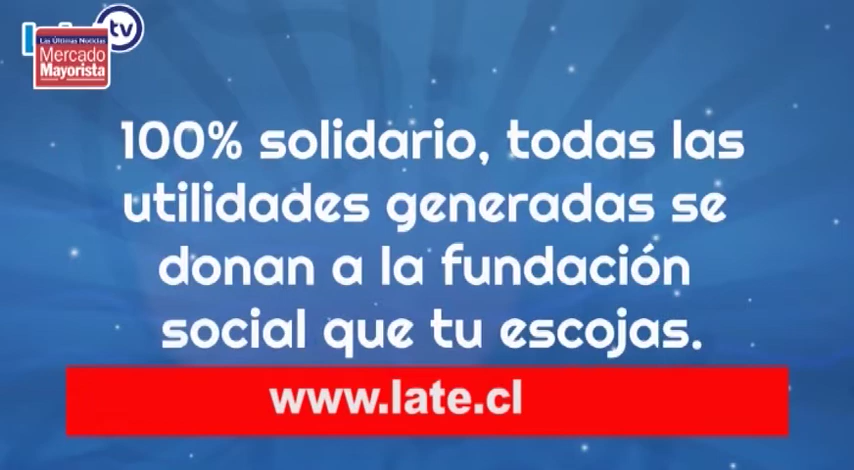 tv
Las Últimas Noticias
Mercado
Mayorista
100% solidario, todas las
utilidades generadas se
donan a la fundación
social que tu escojas.
www.late.cl